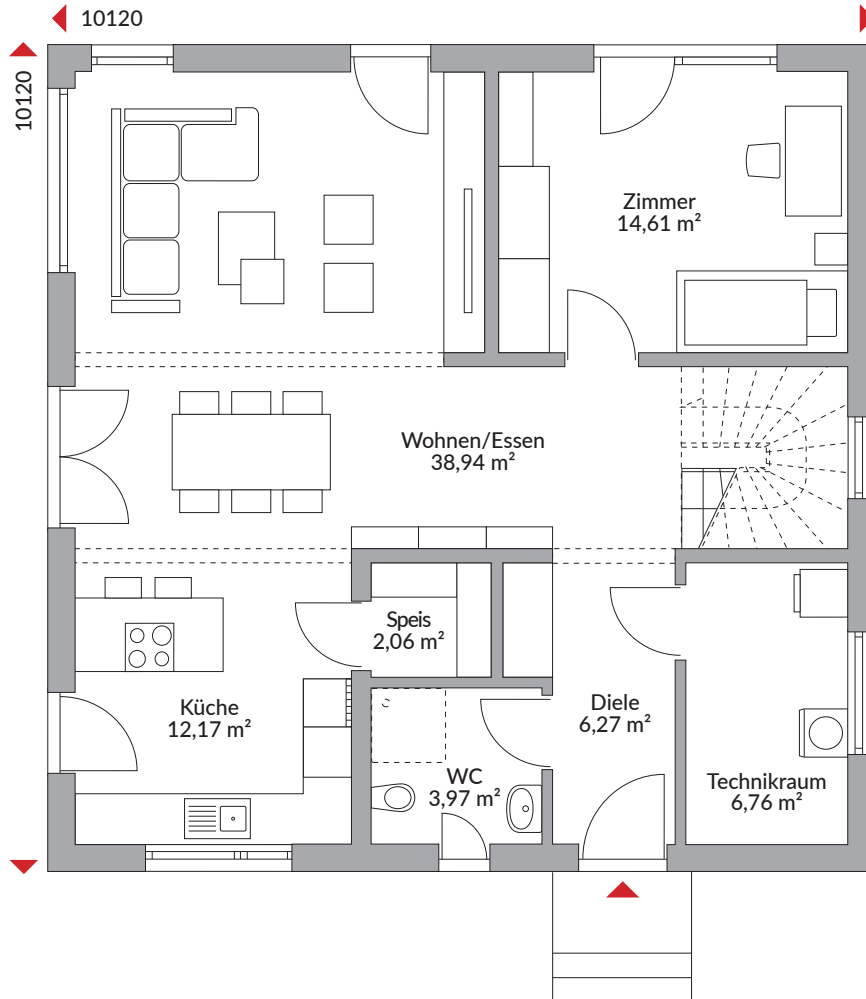 10120
10120
Zimmer
14,61 m²
Wohnen/Essen
38,94 m²
Speis
2,06 m²
Küche
12,17 m²
Diele
6,27 m²
WC
3,97 m²
Technikraum
6,76 m²